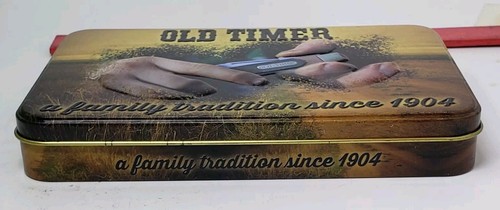 OLD TIMER
a family tradition since 1904
a family tradition since 1904